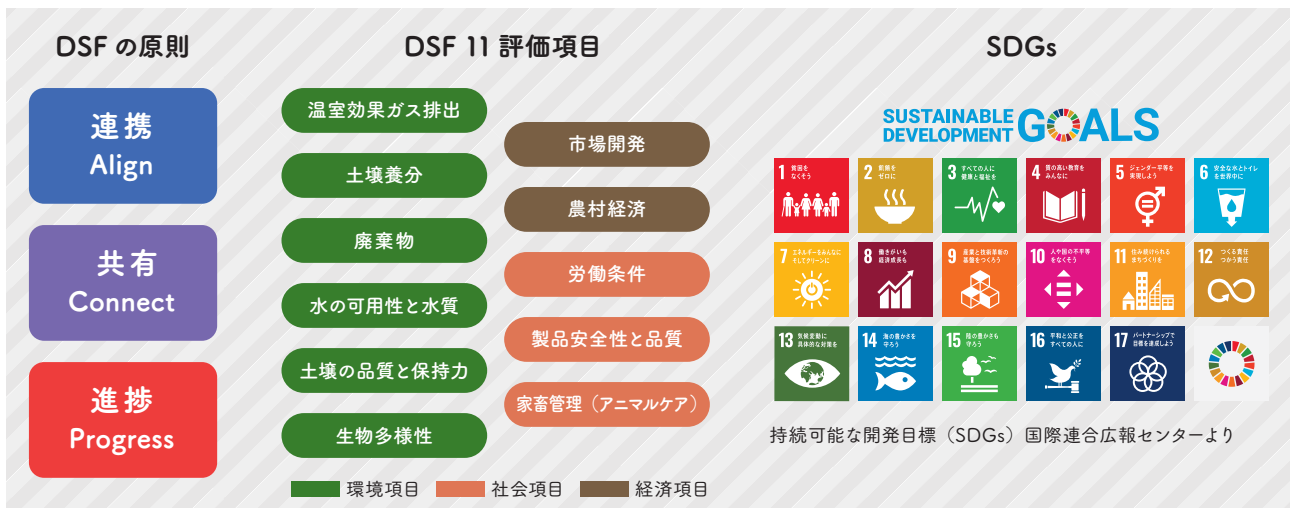 DSF の原則
連携
Align
共有
Connect
進捗
Progress
DSF 11 評価項目
温室効果ガス排出
土壌養分
廃棄物
水の可用性と水質
土壌の品質と保持力
生物多様性
市場開発
農村経済
労働条件
製品安全性と品質
家畜管理（アニマルケア）
環境項目
社会項目
経済項目
SDGs
SUSTAINABLE
DEVELOPMENT
GOALS
1 貧困を
なくそう
2 飢餓を
ゼロに
3 すべての人に
健康と福祉を
4 質の高い教育を
みんなに
5 ジェンダー平等を
実現しよう
6 安全な水とトイレ
を世界中に
7 エネルギーをみんなに
そしてクリーンに
8 働きがいも
経済成長も
9 産業と技術革新の
基盤をつくろう
10 人や国の不平等
をなくそう
11 住み続けられる
まちづくりを
12 つくる責任
つかう責任
13 気候変動に
具体的な対策を
14 海の豊かさを
守ろう
15 陸の豊かさも
守ろう
16 平和と公正を
すべての人に
17 パートナーシップで
目標を達成しよう
持続可能な開発目標（SDGs）国際連合広報センターより